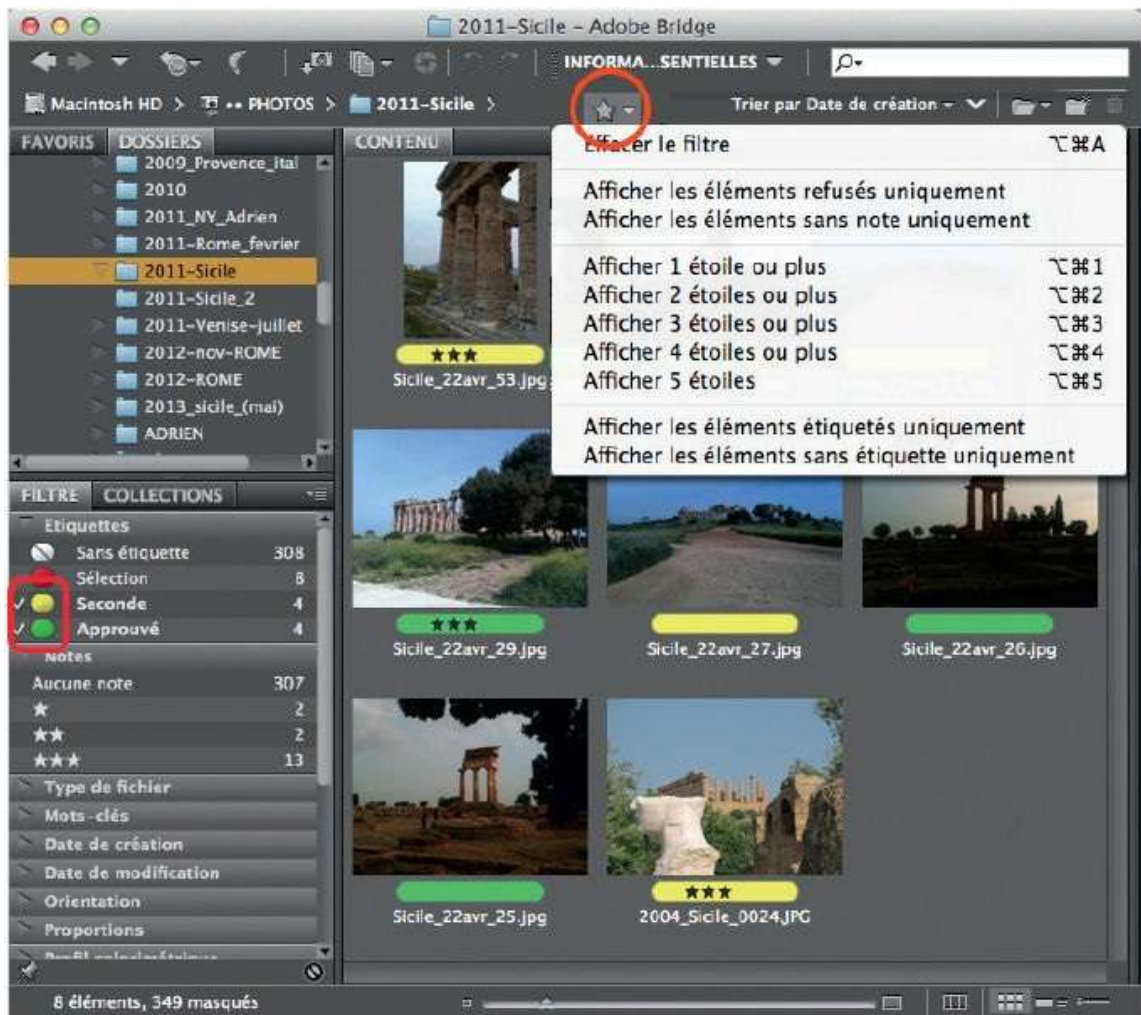 2011-Sicile - Adobe Bridge
INFORMA...SENTIELLES
Macintosh HD > •• PHOTOS > 2011-Sicile >
Trier par Date de création
FAVORIS DOSSIERS
2009_Provence_ital
2010
2011_NY_Adrien
2011-Rome_fevrier
2011-Sicile
2011-Sicile_2
2011-Venise-juillet
2012-nov-ROME
2012-ROME
2013_sicile_(mai)
ADRIEN
CONTENU
Effacer le filtre ⌥⌘A
Afficher les éléments refusés uniquement
Afficher les éléments sans note uniquement
Afficher 1 étoile ou plus ⌥⌘1
Afficher 2 étoiles ou plus ⌥⌘2
Afficher 3 étoiles ou plus ⌥⌘3
Afficher 4 étoiles ou plus ⌥⌘4
Afficher 5 étoiles ⌥⌘5
Afficher les éléments étiquetés uniquement
Afficher les éléments sans étiquette uniquement
★★★
Sicile_22avr_53.jpg
★★★
Sicile_22avr_29.jpg
Sicile_22avr_27.jpg
Sicile_22avr_26.jpg
Sicile_22avr_25.jpg
★★★
2004_Sicile_0024.JPG
FILTRE COLLECTIONS
Etiquettes
Sans étiquette 308
Sélection 8
Seconde 4
Approuvé 4
Notes
Aucune note 307
★ 2
★★ 2
★★★ 13
Type de fichier
Mots-clés
Date de création
Date de modification
Orientation
Proportions
8 éléments, 349 masqués